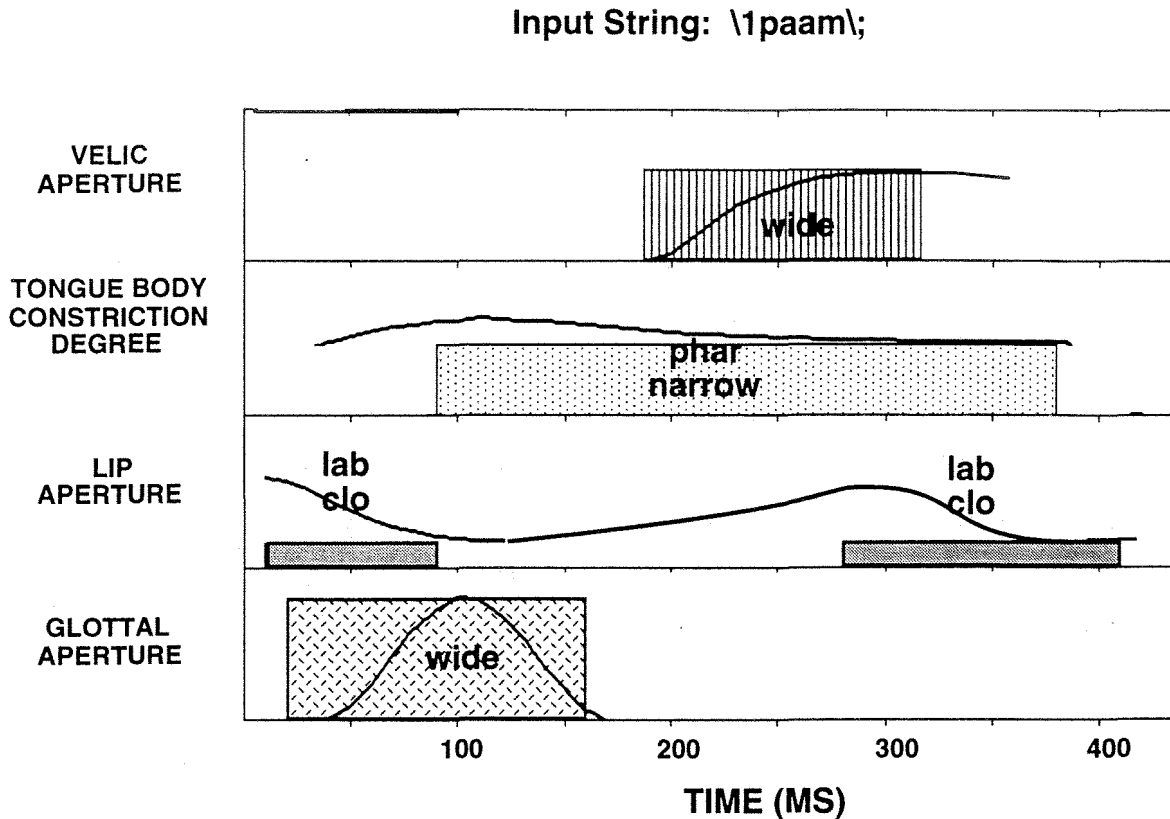 Input String: \1paam\;
VELIC
APERTURE
wide
TONGUE BODY
CONSTRICTION
DEGREE
phar
narrow
LIP
APERTURE
lab
clo
lab
clo
GLOTTAL
APERTURE
wide
100 200 300 400
TIME (MS)